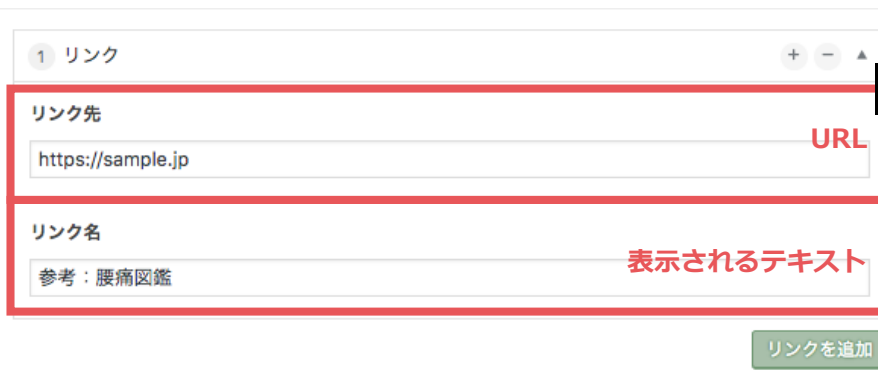 1 リンク
リンク先
URL
https://sample.jp
リンク名
表示されるテキスト
参考：腰痛図鑑
リンクを追加